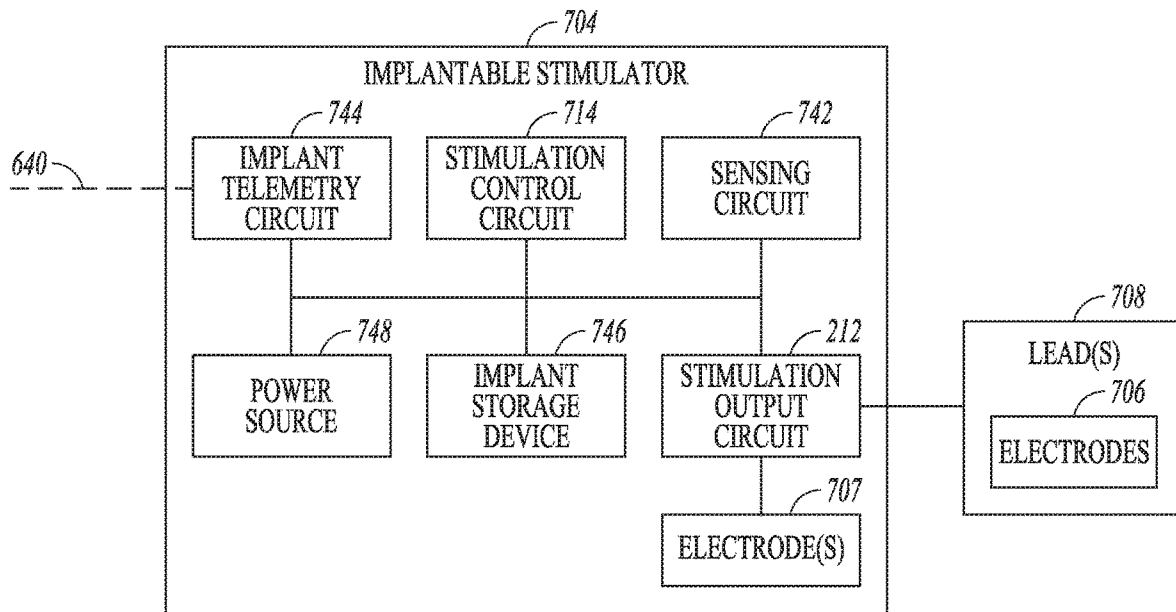 704
IMPLANTABLE STIMULATOR
744
714
742
640
IMPLANT
TELEMETRY
CIRCUIT
STIMULATION
CONTROL
CIRCUIT
SENSING
CIRCUIT
748
746
212
708
POWER
SOURCE
IMPLANT
STORAGE
DEVICE
STIMULATION
OUTPUT
CIRCUIT
LEAD(S)
706
ELECTRODES
707
ELECTRODE(S)